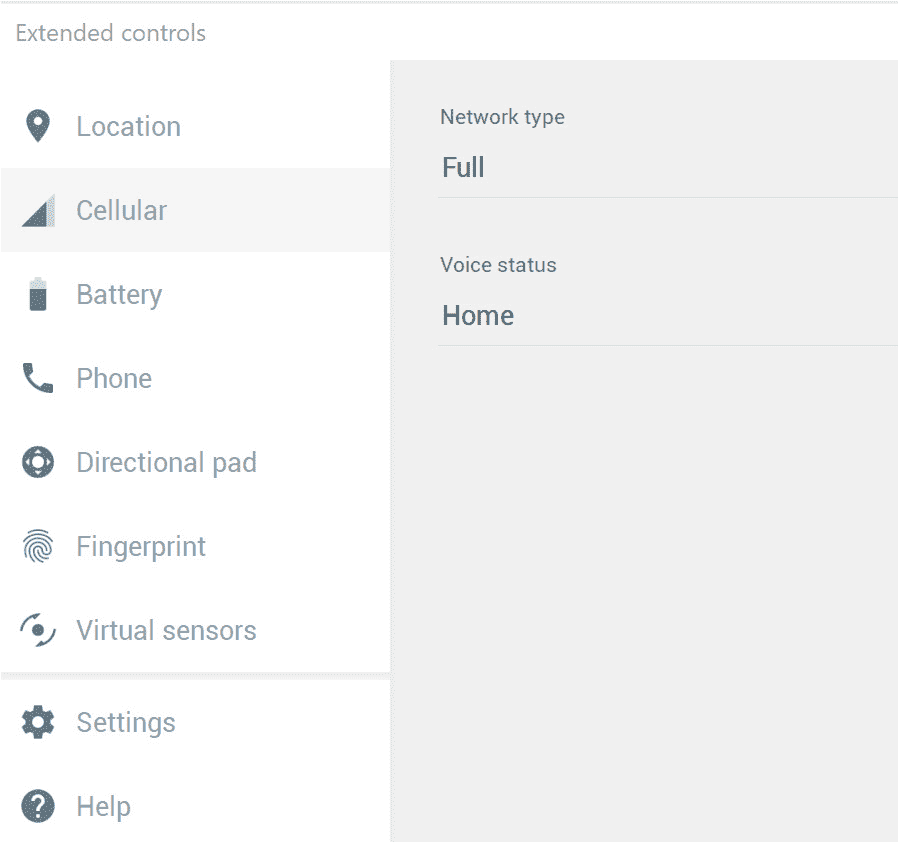 Extended controls
Location
Cellular
Battery
Phone
Directional pad
Fingerprint
Virtual sensors
Settings
Help
Network type
Full
Voice status
Home